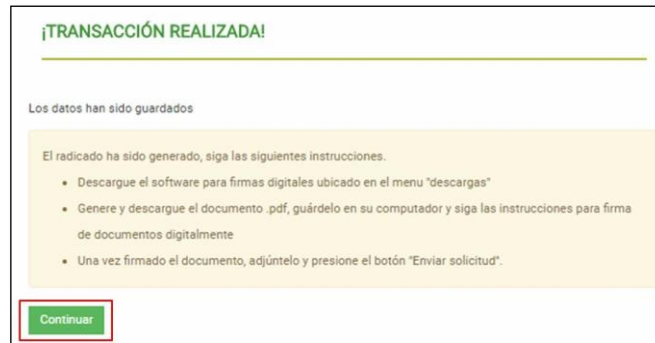 ¡TRANSACCIÓN REALIZADA!
Los datos han sido guardados
El radicado ha sido generado, siga las siguientes instrucciones.
• Descargue el software para firmas digitales ubicado en el menu "descargas"
• Genere y descargue el documento .pdf, guárdelo en su computador y siga las instrucciones para firma
de documentos digitalmente
• Una vez firmado el documento, adjúntelo y presione el botón "Enviar solicitud".
Continuar